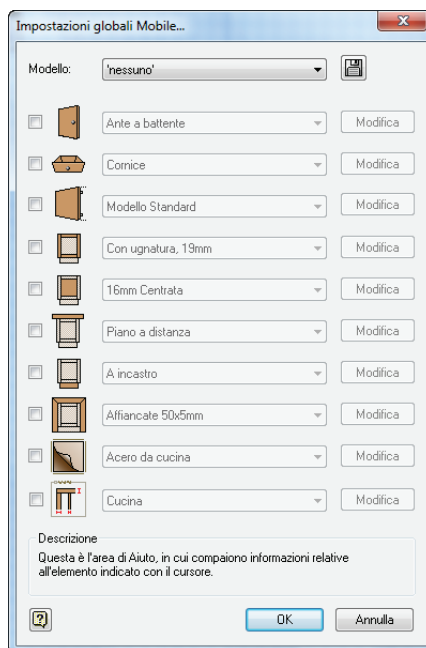 Impostazioni globali Mobile...
Modello: 'nessuno'
Ante a battente Modifica
Cornice Modifica
Modello Standard Modifica
Con ugnatura, 19mm Modifica
16mm Centrata Modifica
Piano a distanza Modifica
A incastro Modifica
Affiancate 50x5mm Modifica
Acero da cucina Modifica
Cucina Modifica
Descrizione
Questa è l'area di Aiuto, in cui compaiono informazioni relative
all'elemento indicato con il cursore.
OK Annulla